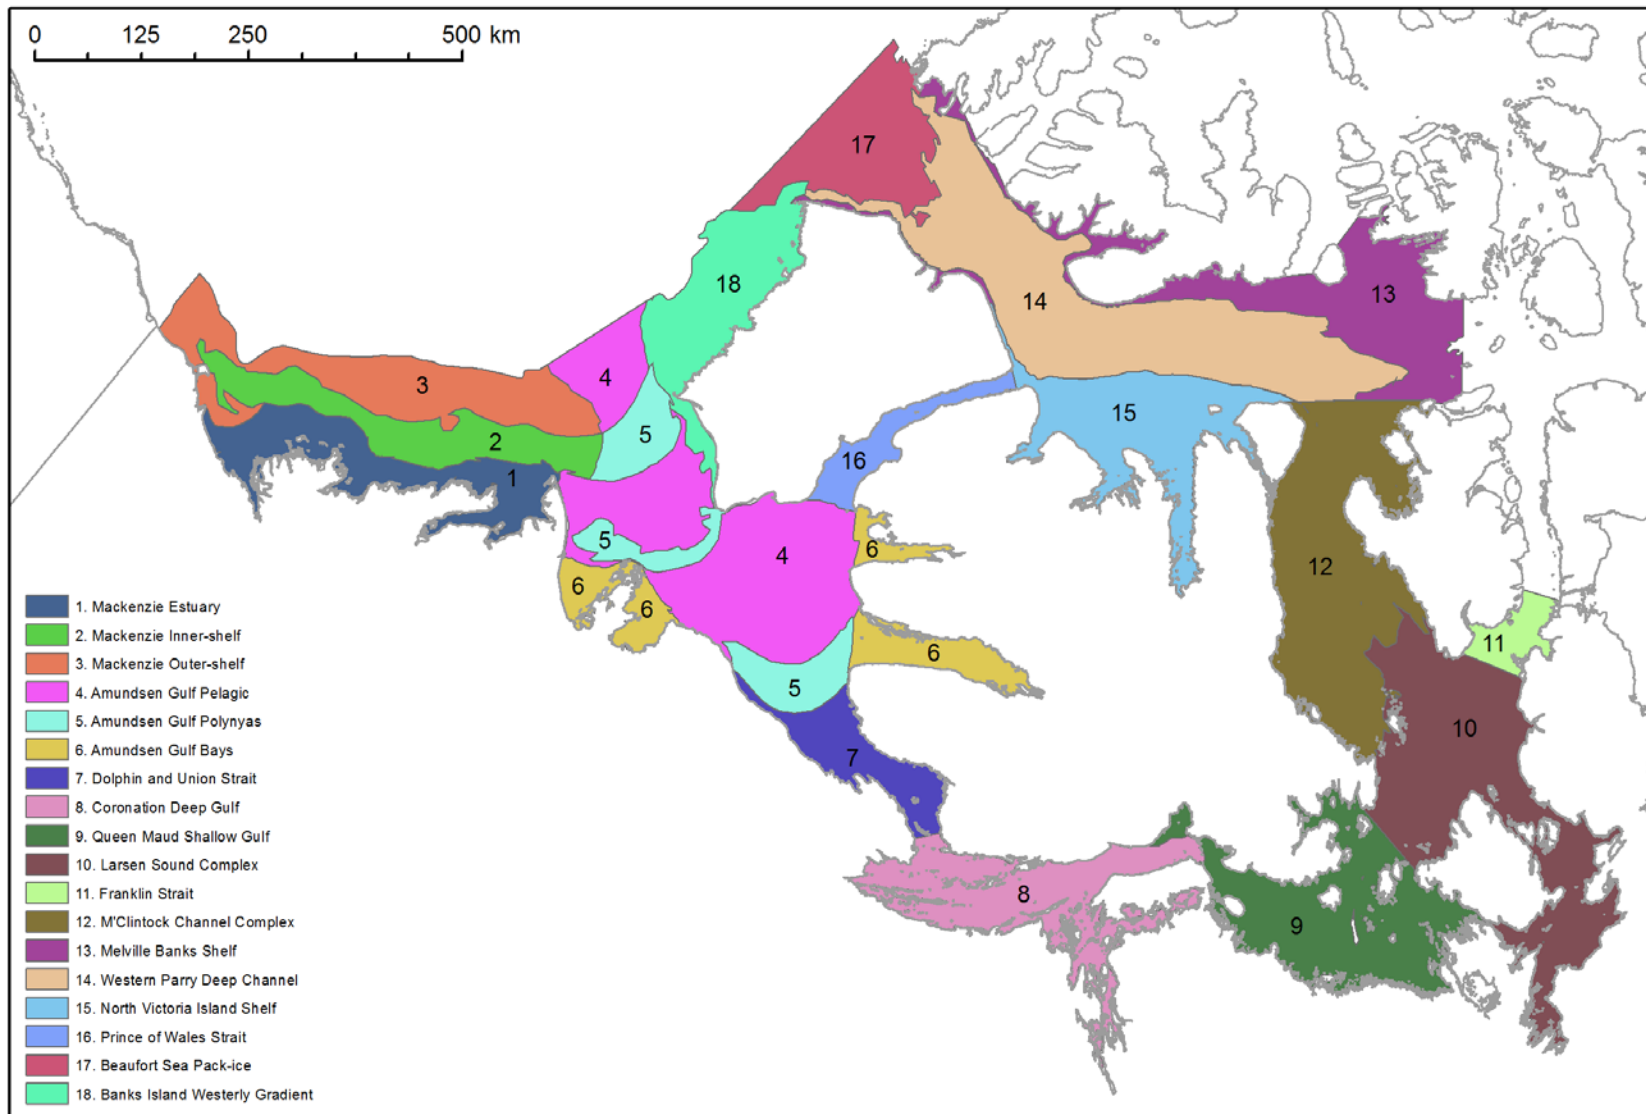 0 125 250 500 km
17
18
14
13
4
3
5
15
2
16
1
5
4
6
12
6
6
11
6
5
10
7
8
9
1. Mackenzie Estuary
2. Mackenzie Inner-shelf
3. Mackenzie Outer-shelf
4. Amundsen Gulf Pelagic
5. Amundsen Gulf Polynyas
6. Amundsen Gulf Bays
7. Dolphin and Union Strait
8. Coronation Deep Gulf
9. Queen Maud Shallow Gulf
10. Larsen Sound Complex
11. Franklin Strait
12. M'Clintock Channel Complex
13. Melville Banks Shelf
14. Western Parry Deep Channel
15. North Victoria Island Shelf
16. Prince of Wales Strait
17. Beaufort Sea Pack-ice
18. Banks Island Westerly Gradient